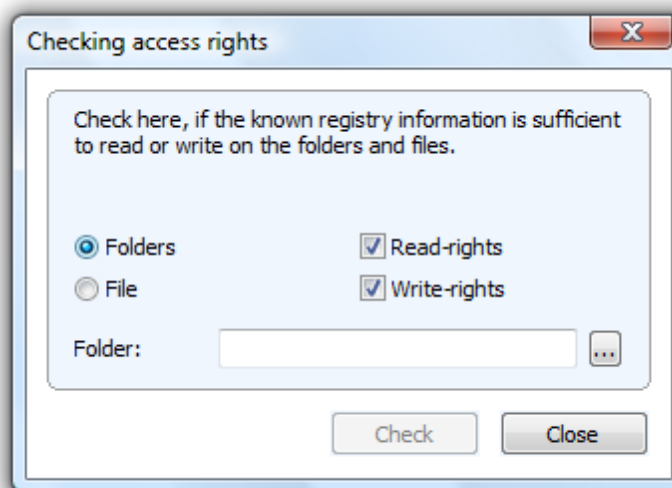 Checking access rights
Check here, if the known registry information is sufficient
to read or write on the folders and files.
Folders
Read-rights
File
Write-rights
Folder:
...
Check
Close